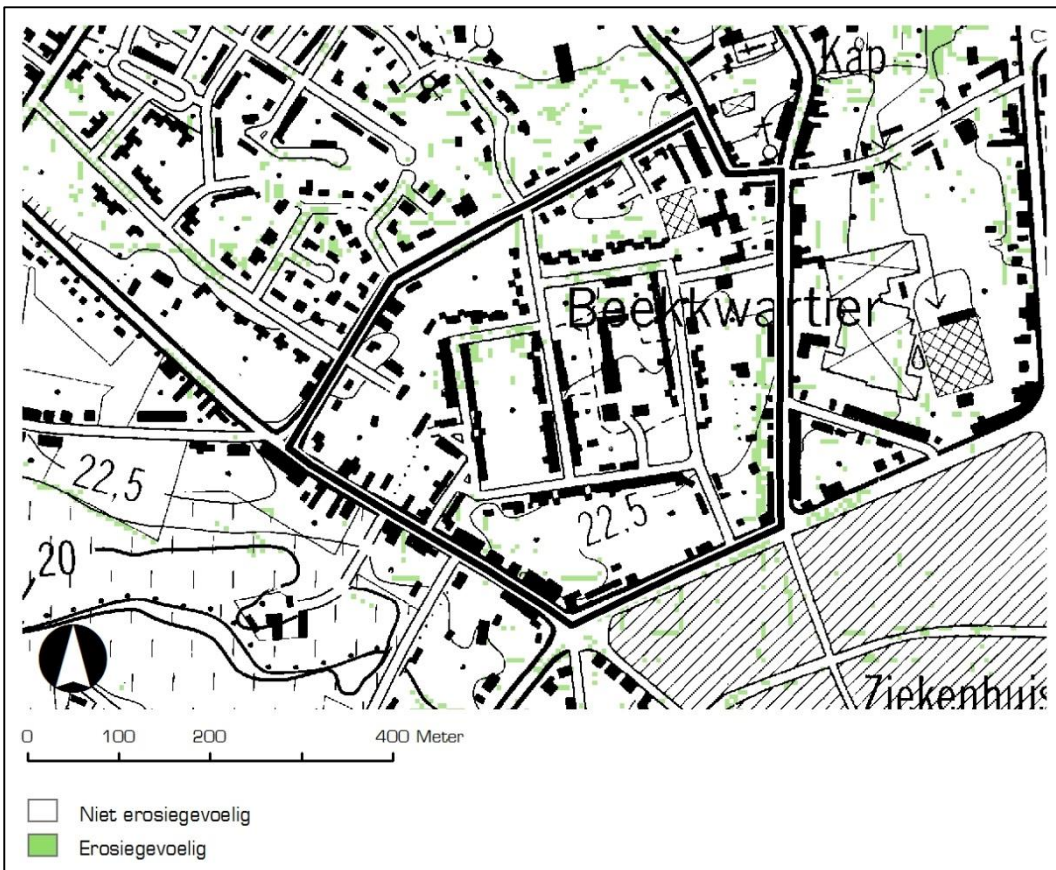 Kap
Beekkwartier
22,5
22.5
20
Ziekenhuis
0 100 200 400 Meter
Niet erosiegevoelig
Erosiegevoelig